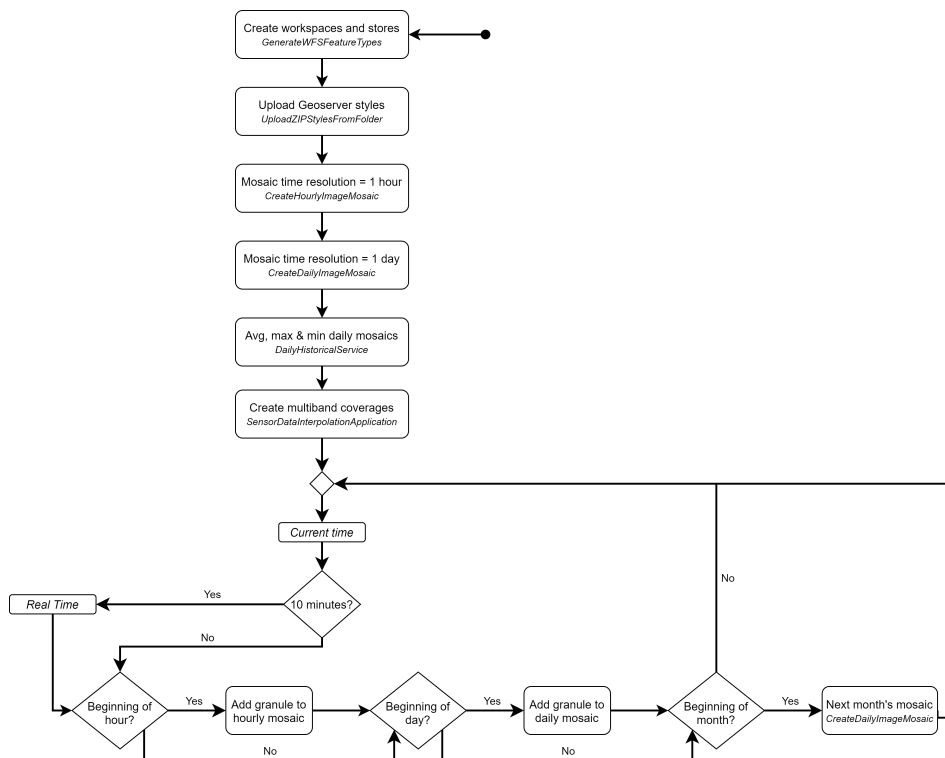 Create workspaces and stores
GenerateWFSFeatureTypes
Upload Geoserver styles
UploadZIPStylesFromFolder
Mosaic time resolution = 1 hour
CreateHourlyImageMosaic
Mosaic time resolution = 1 day
CreateDailyImageMosaic
Avg, max & min daily mosaics
DailyHistoricalService
Create multiband coverages
SensorDataInterpolationApplication
Current time
10 minutes?
Yes
Real Time
No
Beginning of
hour?
Yes
Add granule to
hourly mosaic
No
Beginning of
day?
Yes
Add granule to
daily mosaic
No
Beginning of
month?
No
Yes
Next month's mosaic
CreateDailyImageMosaic